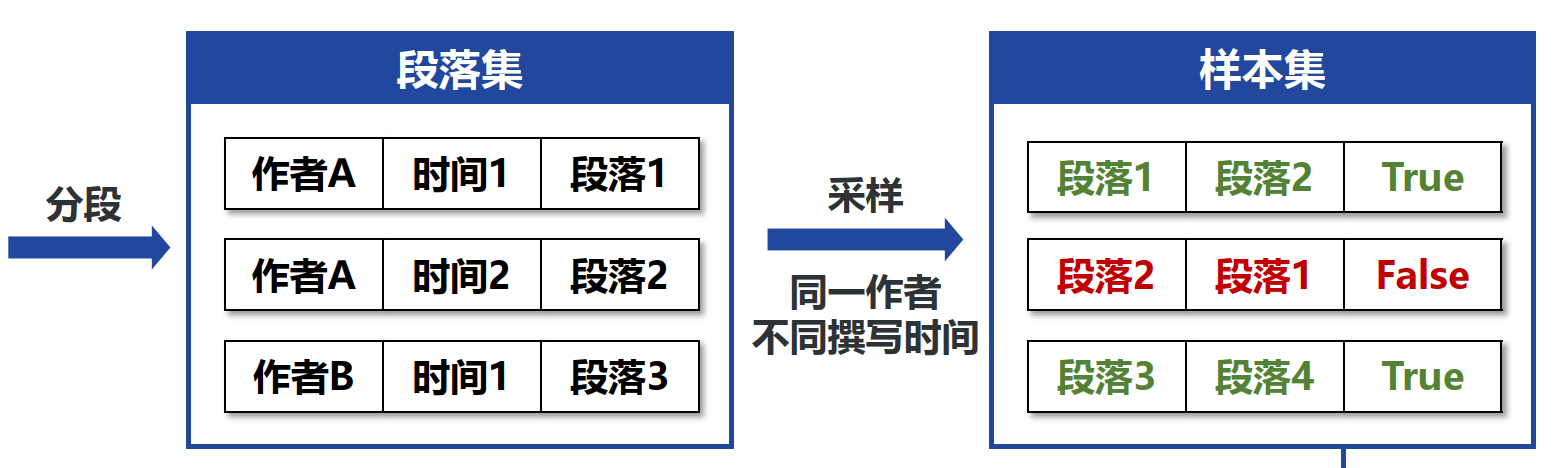 分段
段落集
作者A 时间1 段落1
作者A 时间2 段落2
作者B 时间1 段落3
采样
同一作者
不同撰写时间
样本集
段落1 段落2 True
段落2 段落1 False
段落3 段落4 True